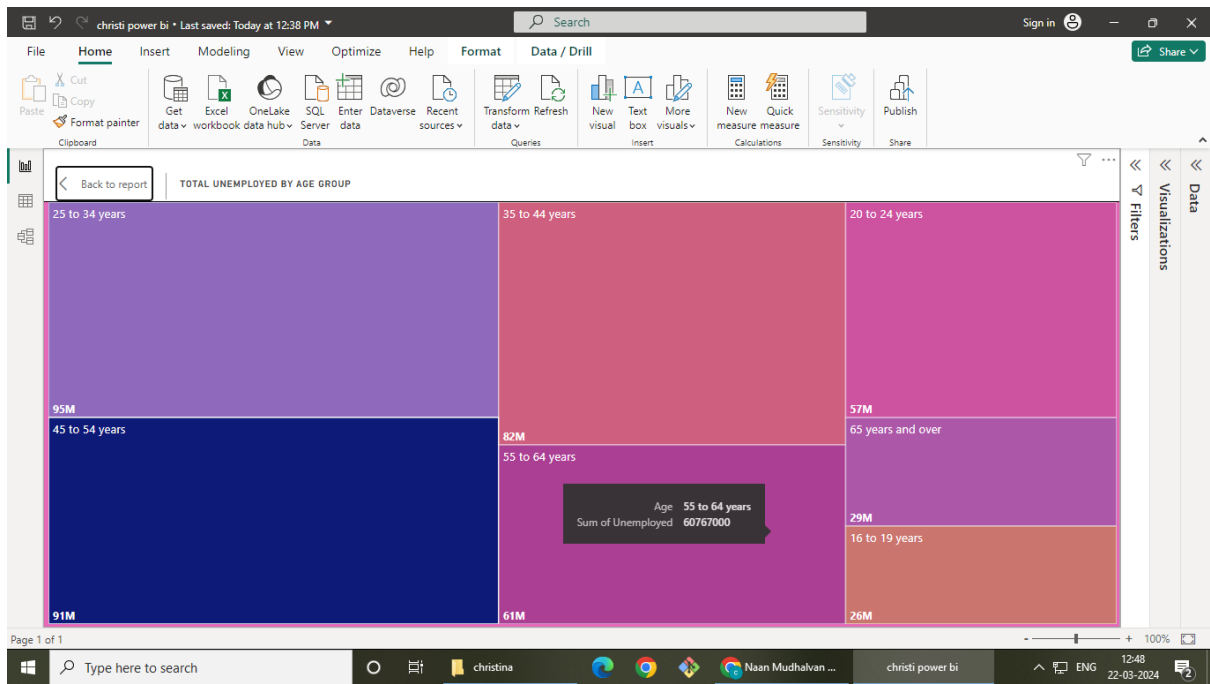 christi power bi • Last saved: Today at 12:38 PM
Search
Sign in
File Home Insert Modeling View Optimize Help Format Data / Drill
Share
Paste
Cut
Copy
Format painter
Clipboard
Get data
Excel workbook
OneLake data hub
SQL Server
Enter data
Dataverse
Recent sources
Data
Transform data
Refresh
Queries
New visual
Text box
More visuals
Insert
New measure
Quick measure
Calculations
Sensitivity
Sensitivity
Publish
Share
Back to report
TOTAL UNEMPLOYED BY AGE GROUP
Filters
Visualizations
Data
25 to 34 years
95M
45 to 54 years
91M
35 to 44 years
82M
55 to 64 years
Age 55 to 64 years
Sum of Unemployed 60767000
61M
20 to 24 years
57M
65 years and over
29M
16 to 19 years
26M
Page 1 of 1
- + 100%
Type here to search
christina
Naan Mudhalvan ...
christi power bi
ENG
12:48
22-03-2024
2